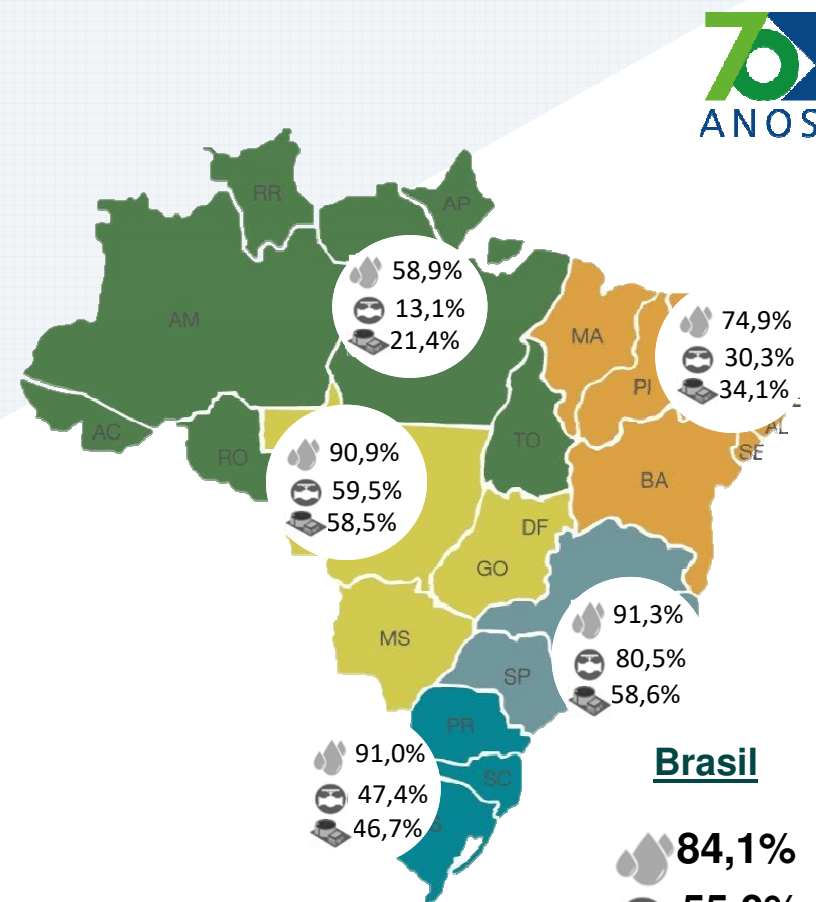 70
ANOS
RR
AP
58,9%
13,1%
21,4%
AM
MA
74,9%
30,3%
34,1%
PI
AC
RO
TO
AL
SE
BA
90,9%
59,5%
58,5%
DF
GO
91,3%
80,5%
58,6%
MS
SP
PR
91,0%
47,4%
46,7%
SC
Brasil
84,1%